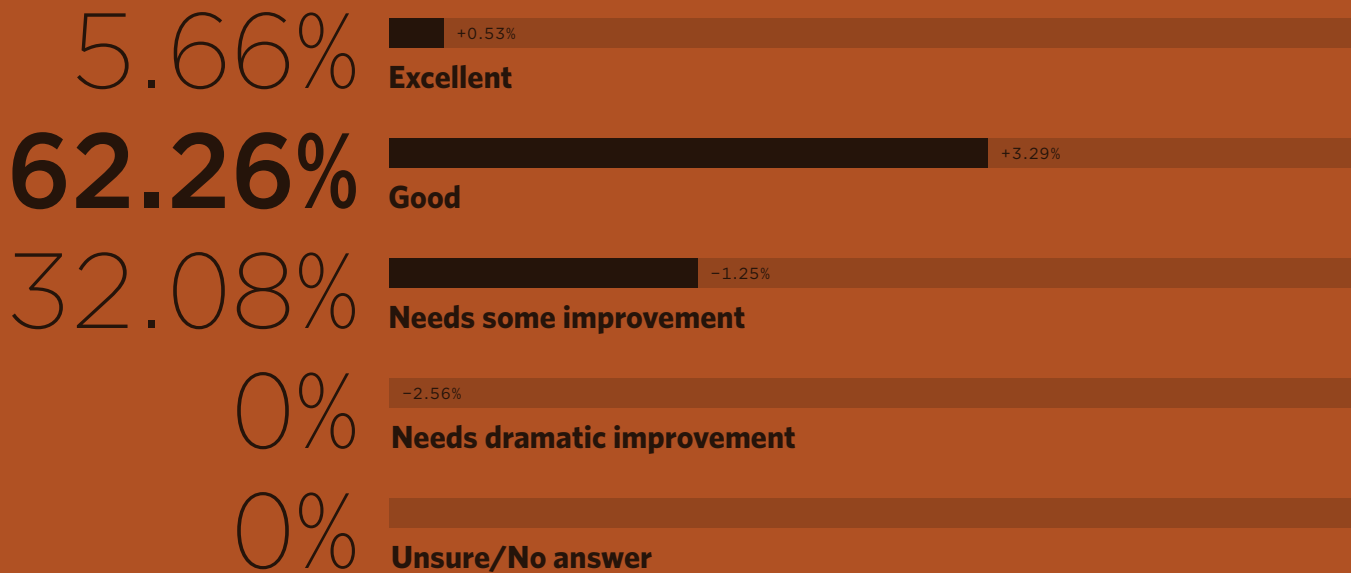 5.66% +0.53%
Excellent
62.26% +3.29%
Good
32.08% −1.25%
Needs some improvement
0% −2.56%
Needs dramatic improvement
0%
Unsure/No answer